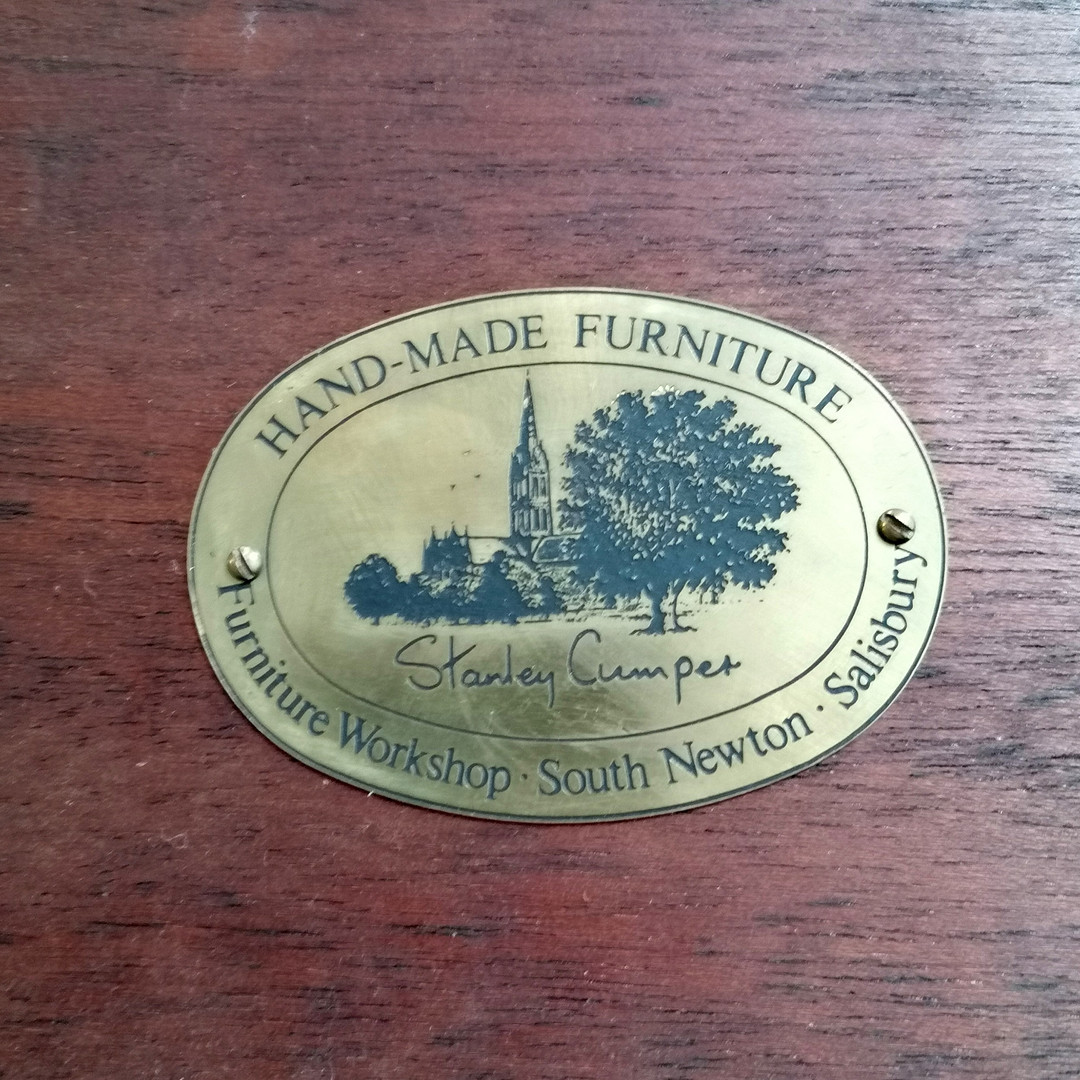 HAND-MADE FURNITURE
Stanley Cumper
Furniture Workshop · South Newton · Salisbury